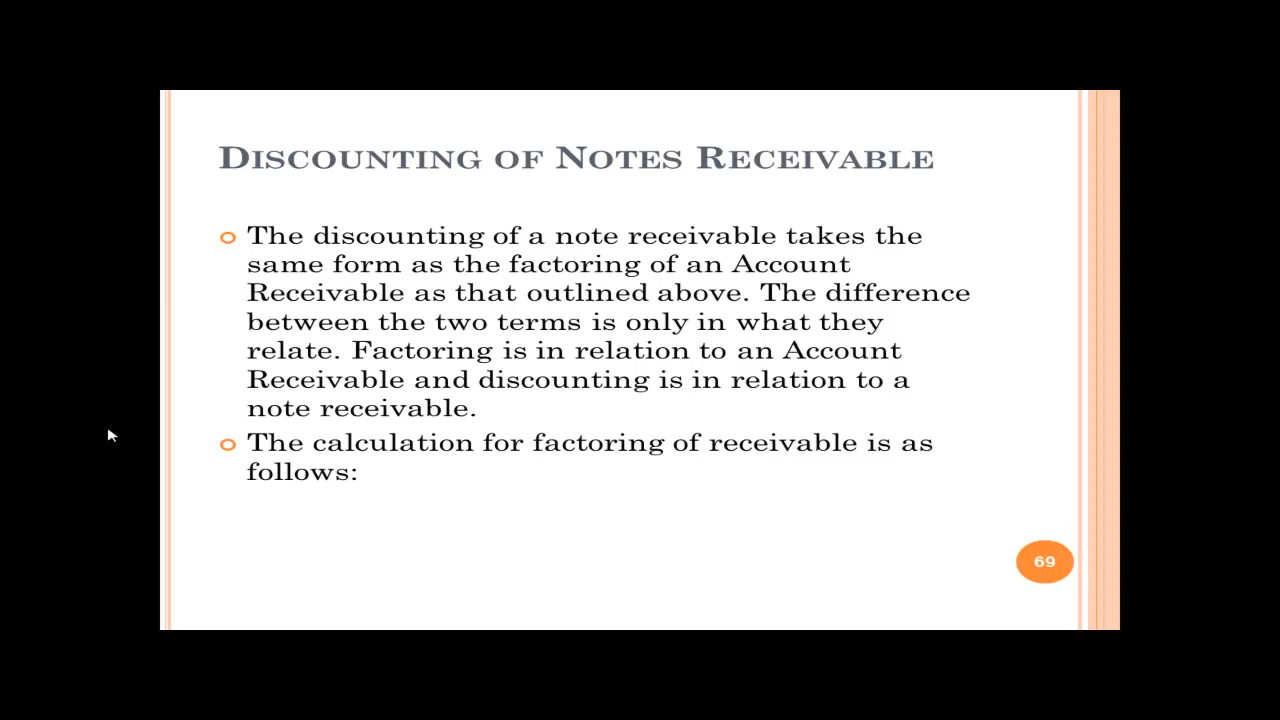 DISCOUNTING OF NOTES RECEIVABLE
The discounting of a note receivable takes the
same form as the factoring of an Account
Receivable as that outlined above. The difference
between the two terms is only in what they
relate. Factoring is in relation to an Account
Receivable and discounting is in relation to a
note receivable.
The calculation for factoring of receivable is as
follows:
69